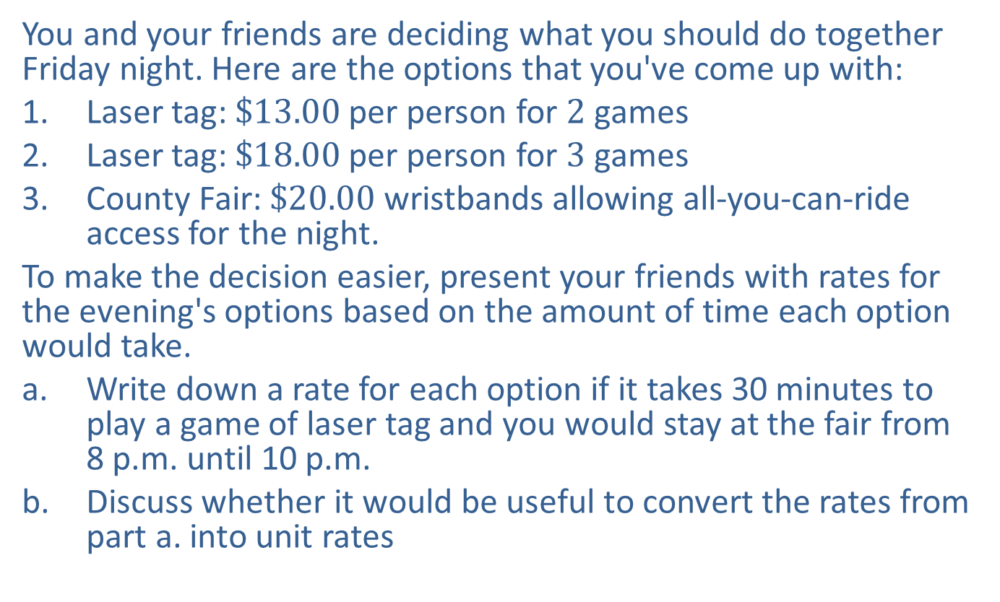 You and your friends are deciding what you should do together
Friday night. Here are the options that you've come up with:
1. Laser tag: $13.00 per person for 2 games
2. Laser tag: $18.00 per person for 3 games
3. County Fair: $20.00 wristbands allowing all-you-can-ride
access for the night.
To make the decision easier, present your friends with rates for
the evening's options based on the amount of time each option
would take.
a. Write down a rate for each option if it takes 30 minutes to
play a game of laser tag and you would stay at the fair from
8 p.m. until 10 p.m.
b. Discuss whether it would be useful to convert the rates from
part a. into unit rates